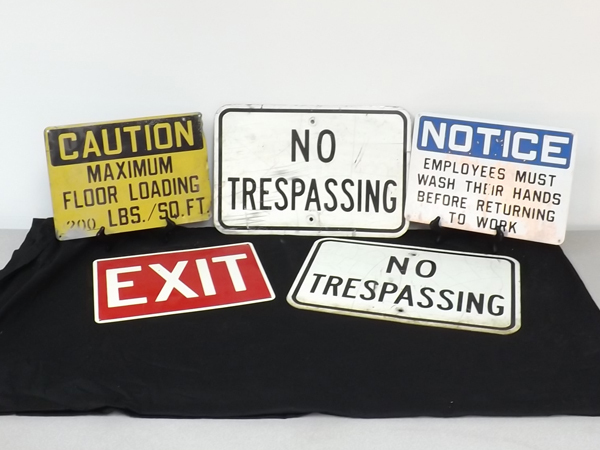 CAUTION
MAXIMUM
FLOOR LOADING
200 LBS./SQ.FT
NO
TRESPASSING
NOTICE
EMPLOYEES MUST
WASH THEIR HANDS
BEFORE RETURNING
TO WORK
EXIT
NO
TRESPASSING